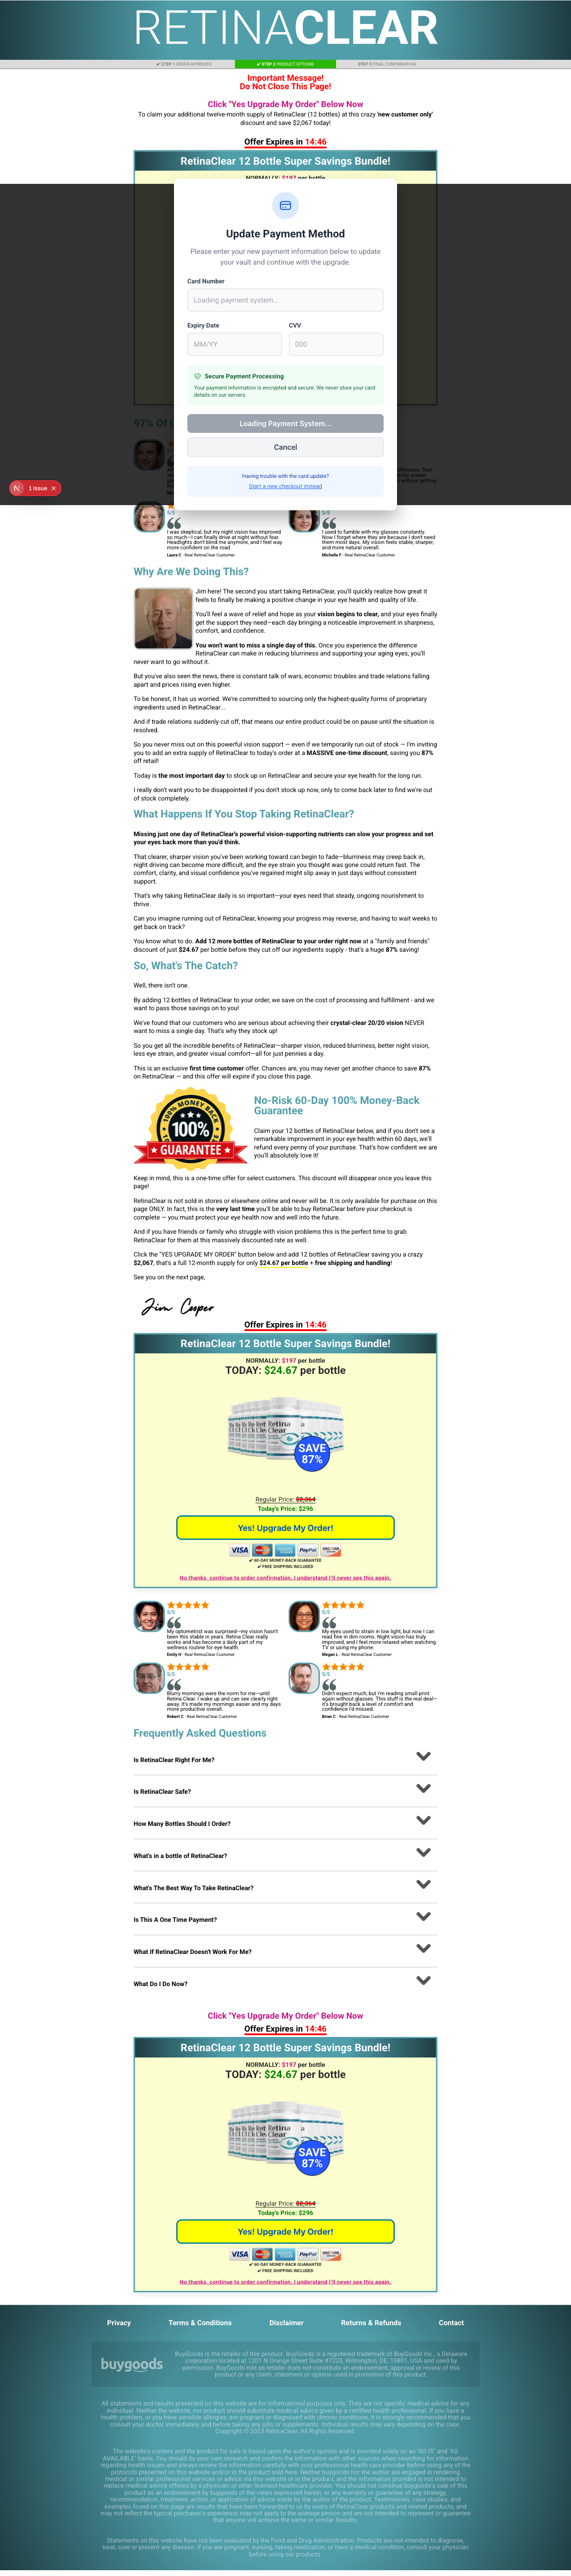 RETINACLEAR
✔ STEP 1 ORDER APPROVED
✔ STEP 2 PRODUCT OPTIONS
STEP 3 FINAL CONFIRMATION
Important Message!
Do Not Close This Page!
Click "Yes Upgrade My Order" Below Now
To claim your additional twelve-month supply of RetinaClear (12 bottles) at this crazy 'new customer only'
discount and save $2,067 today!
Offer Expires in 14:46
RetinaClear 12 Bottle Super Savings Bundle!
NORMALLY: $197 per bottle
Update Payment Method
Please enter your new payment information below to update
your vault and continue with the upgrade.
Card Number
Loading payment system...
Expiry Date
CVV
MM/YY
000
Secure Payment Processing
Your payment information is encrypted and secure. We never store your card
details on our servers.
Loading Payment System...
Cancel
Having trouble with the card update?
Start a new checkout instead
97% Of
N 1 Issue
5/5
I was skeptical, but my night vision has improved
so much—I can finally drive at night without fear.
Headlights don't blind me anymore, and I feel way
more confident on the road.
Laura C - Real RetinaClear Customer
5/5
I used to fumble with my glasses constantly.
Now I forget where they are because I don't need
them most days. My vision feels stable, sharper,
and more natural overall.
Michelle F - Real RetinaClear Customer
Why Are We Doing This?
Jim here! The second you start taking RetinaClear, you'll quickly realize how great it
feels to finally be making a positive change in your eye health and quality of life.
You'll feel a wave of relief and hope as your vision begins to clear, and your eyes finally
get the support they need—each day bringing a noticeable improvement in sharpness,
comfort, and confidence.
You won't want to miss a single day of this. Once you experience the difference
RetinaClear can make in reducing blurriness and supporting your aging eyes, you'll
never want to go without it.
But you've also seen the news, there is constant talk of wars, economic troubles and trade relations falling
apart and prices rising even higher.
To be honest, it has us worried. We're committed to sourcing only the highest-quality forms of proprietary
ingredients used in RetinaClear...
And if trade relations suddenly cut off, that means our entire product could be on pause until the situation is
resolved.
So you never miss out on this powerful vision support — even if we temporarily run out of stock — I'm inviting
you to add an extra supply of RetinaClear to today's order at a MASSIVE one-time discount, saving you 87%
off retail!
Today is the most important day to stock up on RetinaClear and secure your eye health for the long run.
I really don't want you to be disappointed if you don't stock up now, only to come back later to find we're out
of stock completely.
What Happens If You Stop Taking RetinaClear?
Missing just one day of RetinaClear's powerful vision-supporting nutrients can slow your progress and set
your eyes back more than you'd think.
That clearer, sharper vision you've been working toward can begin to fade—blurriness may creep back in,
night driving can become more difficult, and the eye strain you thought was gone could return fast. The
comfort, clarity, and visual confidence you've regained might slip away in just days without consistent
support.
That's why taking RetinaClear daily is so important—your eyes need that steady, ongoing nourishment to
thrive.
Can you imagine running out of RetinaClear, knowing your progress may reverse, and having to wait weeks to
get back on track?
You know what to do. Add 12 more bottles of RetinaClear to your order right now at a "family and friends"
discount of just $24.67 per bottle before they cut off our ingredients supply - that's a huge 87% saving!
So, What's The Catch?
Well, there isn't one.
By adding 12 bottles of RetinaClear to your order, we save on the cost of processing and fulfillment - and we
want to pass those savings on to you!
We've found that our customers who are serious about achieving their crystal-clear 20/20 vision NEVER
want to miss a single day. That's why they stock up!
So you get all the incredible benefits of RetinaClear—sharper vision, reduced blurriness, better night vision,
less eye strain, and greater visual comfort—all for just pennies a day.
This is an exclusive first time customer offer. Chances are, you may never get another chance to save 87%
on RetinaClear — and this offer will expire if you close this page.
100% MONEY BACK
100%
GUARANTEE
No-Risk 60-Day 100% Money-Back
Guarantee
Claim your 12 bottles of RetinaClear below, and if you don't see a
remarkable improvement in your eye health within 60 days, we'll
refund every penny of your purchase. That's how confident we are
you'll absolutely love it!
Keep in mind, this is a one-time offer for select customers. This discount will disappear once you leave this
page!
RetinaClear is not sold in stores or elsewhere online and never will be. It is only available for purchase on this
page ONLY. In fact, this is the very last time you'll be able to buy RetinaClear before your checkout is
complete — you must protect your eye health now and well into the future.
And if you have friends or family who struggle with vision problems this is the perfect time to grab
RetinaClear for them at this massively discounted rate as well.
Click the "YES UPGRADE MY ORDER" button below and add 12 bottles of RetinaClear saving you a crazy
$2,067, that's a full 12-month supply for only $24.67 per bottle + free shipping and handling!
See you on the next page,
Jim Cooper
Offer Expires in 14:46
RetinaClear 12 Bottle Super Savings Bundle!
NORMALLY: $197 per bottle
TODAY: $24.67 per bottle
SAVE
87%
Regular Price: $2,364
Today's Price: $296
Yes! Upgrade My Order!
VISA MasterCard PayPal DISCOVER
✔ 60-DAY MONEY-BACK GUARANTEE
✔ FREE SHIPPING INCLUDED
No thanks, continue to order confirmation. I understand I'll never see this again.
5/5
My optometrist was surprised—my vision hasn't
been this stable in years. Retina Clear really
works and has become a daily part of my
wellness routine for eye health.
Emily H - Real RetinaClear Customer
5/5
My eyes used to strain in low light, but now I can
read fine in dim rooms. Night vision has truly
improved, and I feel more relaxed when watching
TV or using my phone.
Megan L - Real RetinaClear Customer
5/5
Blurry mornings were the norm for me—until
Retina Clear. I wake up and can see clearly right
away. It's made my mornings easier and my days
more productive overall.
Robert C - Real RetinaClear Customer
5/5
Didn't expect much, but I'm reading small print
again without glasses. This stuff is the real deal—
it's brought back a level of comfort and
confidence I'd missed.
Brian C - Real RetinaClear Customer
Frequently Asked Questions
Is RetinaClear Right For Me?
Is RetinaClear Safe?
How Many Bottles Should I Order?
What's in a bottle of RetinaClear?
What's The Best Way To Take RetinaClear?
Is This A One Time Payment?
What If RetinaClear Doesn't Work For Me?
What Do I Do Now?
Click "Yes Upgrade My Order" Below Now
Offer Expires in 14:46
RetinaClear 12 Bottle Super Savings Bundle!
NORMALLY: $197 per bottle
TODAY: $24.67 per bottle
SAVE
87%
Regular Price: $2,364
Today's Price: $296
Yes! Upgrade My Order!
VISA MasterCard PayPal DISCOVER
✔ 60-DAY MONEY-BACK GUARANTEE
✔ FREE SHIPPING INCLUDED
No thanks, continue to order confirmation. I understand I'll never see this again.
Privacy
Terms & Conditions
Disclaimer
Returns & Refunds
Contact
buygoods
BuyGoods is the retailer of this product. BuyGoods is a registered trademark of BuyGoods Inc., a Delaware
corporation located at 1201 N Orange Street Suite #7223, Wilmington, DE, 19801, USA and used by
permission. BuyGoods role as retailer does not constitute an endorsement, approval or review of this
product or any claim, statement or opinion used in promotion of this product.
All statements and results presented on this website are for informational purposes only. They are not specific medical advice for any
individual. Neither the website, nor product should substitute medical advice given by a certified health professional. If you have a
health problem, or you have sensible allergies, are pregnant or diagnosed with chronic conditions, it is strongly recommended that you
consult your doctor immediately and before taking any pills or supplements. Individual results may vary depending on the case.
Copyright © 2023 RetinaClear. All Rights Reserved.
The website's content and the product for sale is based upon the author's opinion and is provided solely on an "AS IS" and "AS
AVAILABLE" basis. You should do your own research and confirm the information with other sources when searching for information
regarding health issues and always review the information carefully with your professional health care provider before using any of the
protocols presented on this website and/or in the product sold here. Neither buygoods nor the author are engaged in rendering
medical or similar professional services or advice via this website or in the product, and the information provided is not intended to
replace medical advice offered by a physician or other licensed healthcare provider. You should not construe buygood's sale of this
product as an endorsement by buygoods of the views expressed herein, or any warranty or guarantee of any strategy,
recommendation, treatment, action, or application of advice made by the author of the product. Testimonials, case studies, and
examples found on this page are results that have been forwarded to us by users of RetinaClear products and related products, and
may not reflect the typical purchaser's experience, may not apply to the average person and are not intended to represent or guarantee
that anyone will achieve the same or similar Results.
Statements on this website have not been evaluated by the Food and Drug Administration. Products are not intended to diagnose,
treat, cure or prevent any disease. If you are pregnant, nursing, taking medication, or have a medical condition, consult your physician
before using our products.